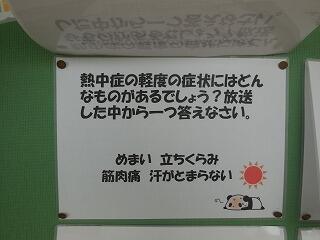 熱中症の軽度の症状にはどん
なものがあるでしょう？放送
した中から一つ答えなさい。
めまい 立ちくらみ
筋肉痛 汗がとまらない